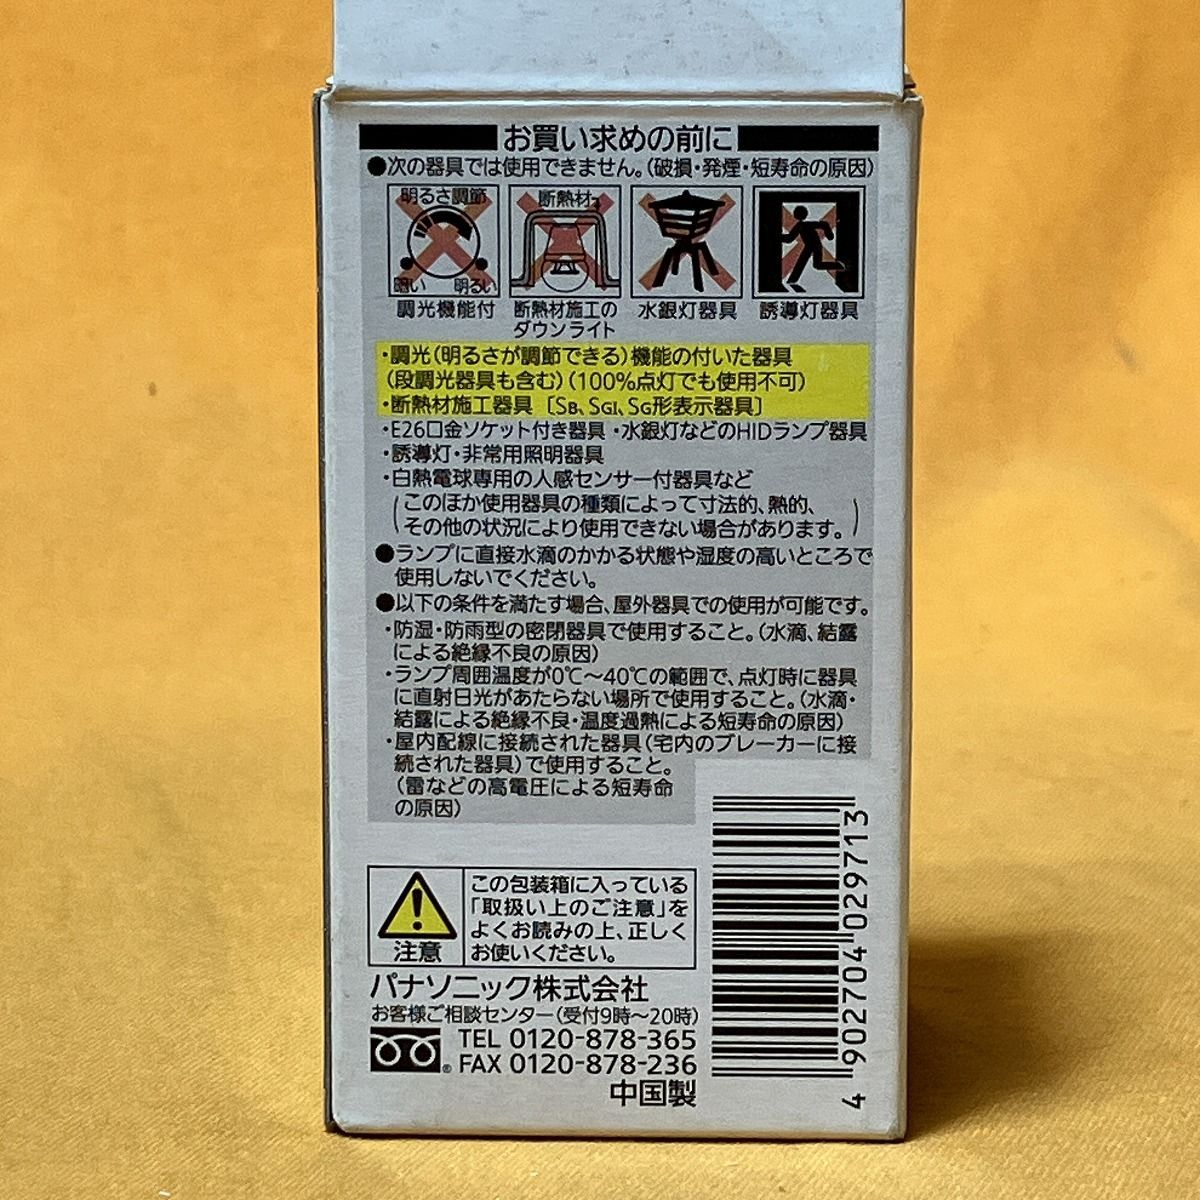 お買い求めの前に
●次の器具では使用できません。(破損・発煙・短寿命の原因)
明るさ調節
暗い 明るい
調光機能付
断熱材
断熱材施工の
ダウンライト
水銀灯器具
誘導灯器具
・調光(明るさが調節できる)機能の付いた器具
(段調光器具も含む)(100%点灯でも使用不可)
・断熱材施工器具〔SB、SGI、SG形表示器具〕
・E26口金ソケット付き器具・水銀灯などのHIDランプ器具
・誘導灯・非常用照明器具
・白熱電球専用の人感センサー付器具など
(このほか使用器具の種類によって寸法的、熱的、
その他の状況により使用できない場合があります。)
●ランプに直接水滴のかかる状態や湿度の高いところで
使用しないでください。
●以下の条件を満たす場合、屋外器具での使用が可能です。
・防湿・防雨型の密閉器具で使用すること。(水滴、結露
による絶縁不良の原因)
・ランプ周囲温度が0℃〜40℃の範囲で、点灯時に器具
に直射日光があたらない場所で使用すること。(水滴・
結露による絶縁不良・温度過熱による短寿命の原因)
・屋内配線に接続された器具(宅内のブレーカーに接
続された器具)で使用すること。
(雷などの高電圧による短寿命
の原因)
注意
この包装箱に入っている
「取扱い上のご注意」を
よくお読みの上、正しく
お使いください。
パナソニック株式会社
お客様ご相談センター(受付9時〜20時)
TEL 0120-878-365
FAX 0120-878-236
中国製
4 902704 029713